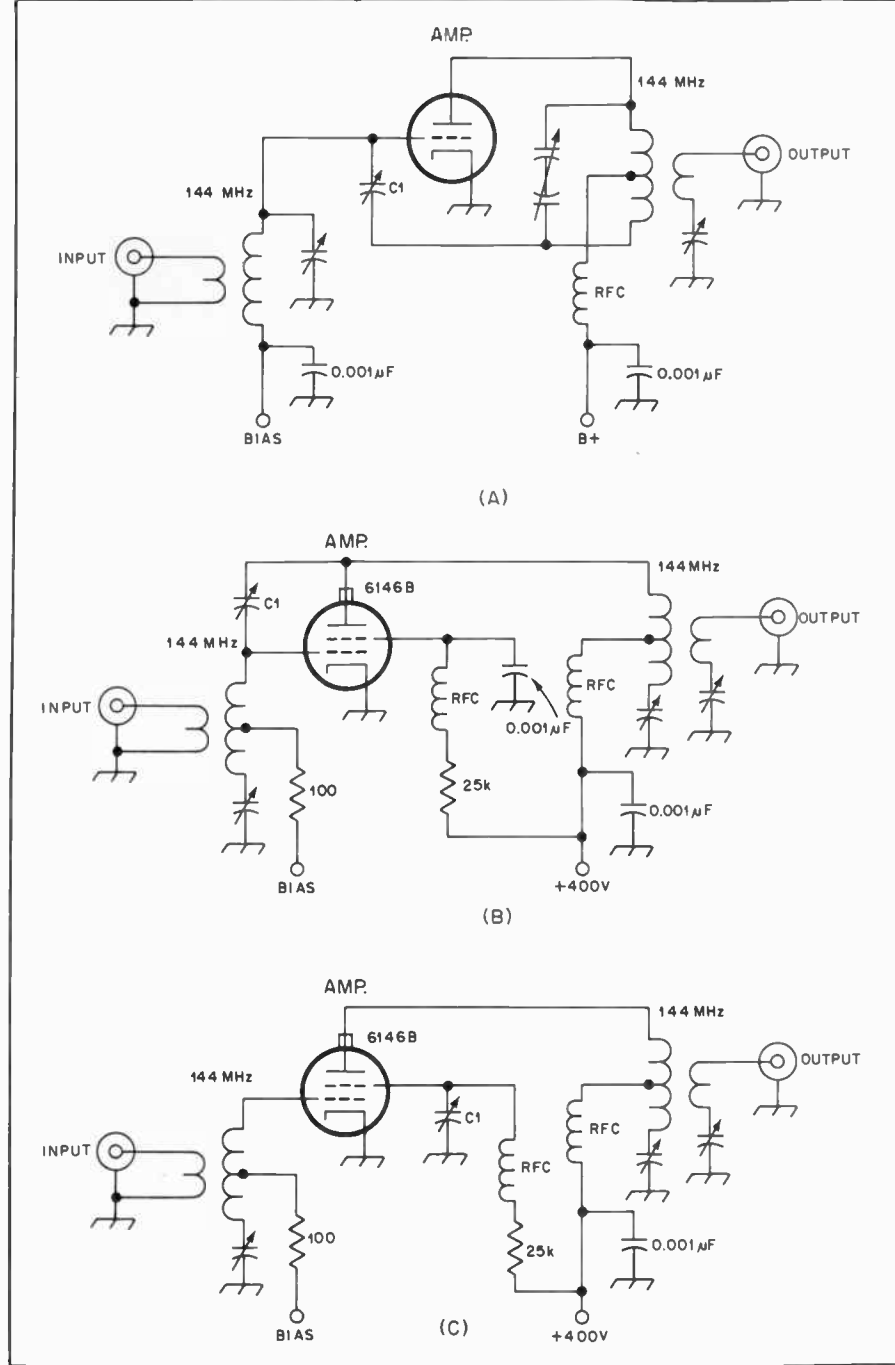 AMP.
144 MHz
OUTPUT
C1
144 MHz
INPUT
RFC
0.001µF
0.001µF
BIAS
B+
(A)
AMP.
6146B
144MHz
C1
OUTPUT
144 MHz
RFC
RFC
INPUT
0.001µF
100
25k
0.001µF
BIAS
+400V
(B)
AMP.
144 MHz
6146B
OUTPUT
144 MHz
C1
RFC
INPUT
RFC
100
25k
0.001µF
BIAS
+400V
(C)